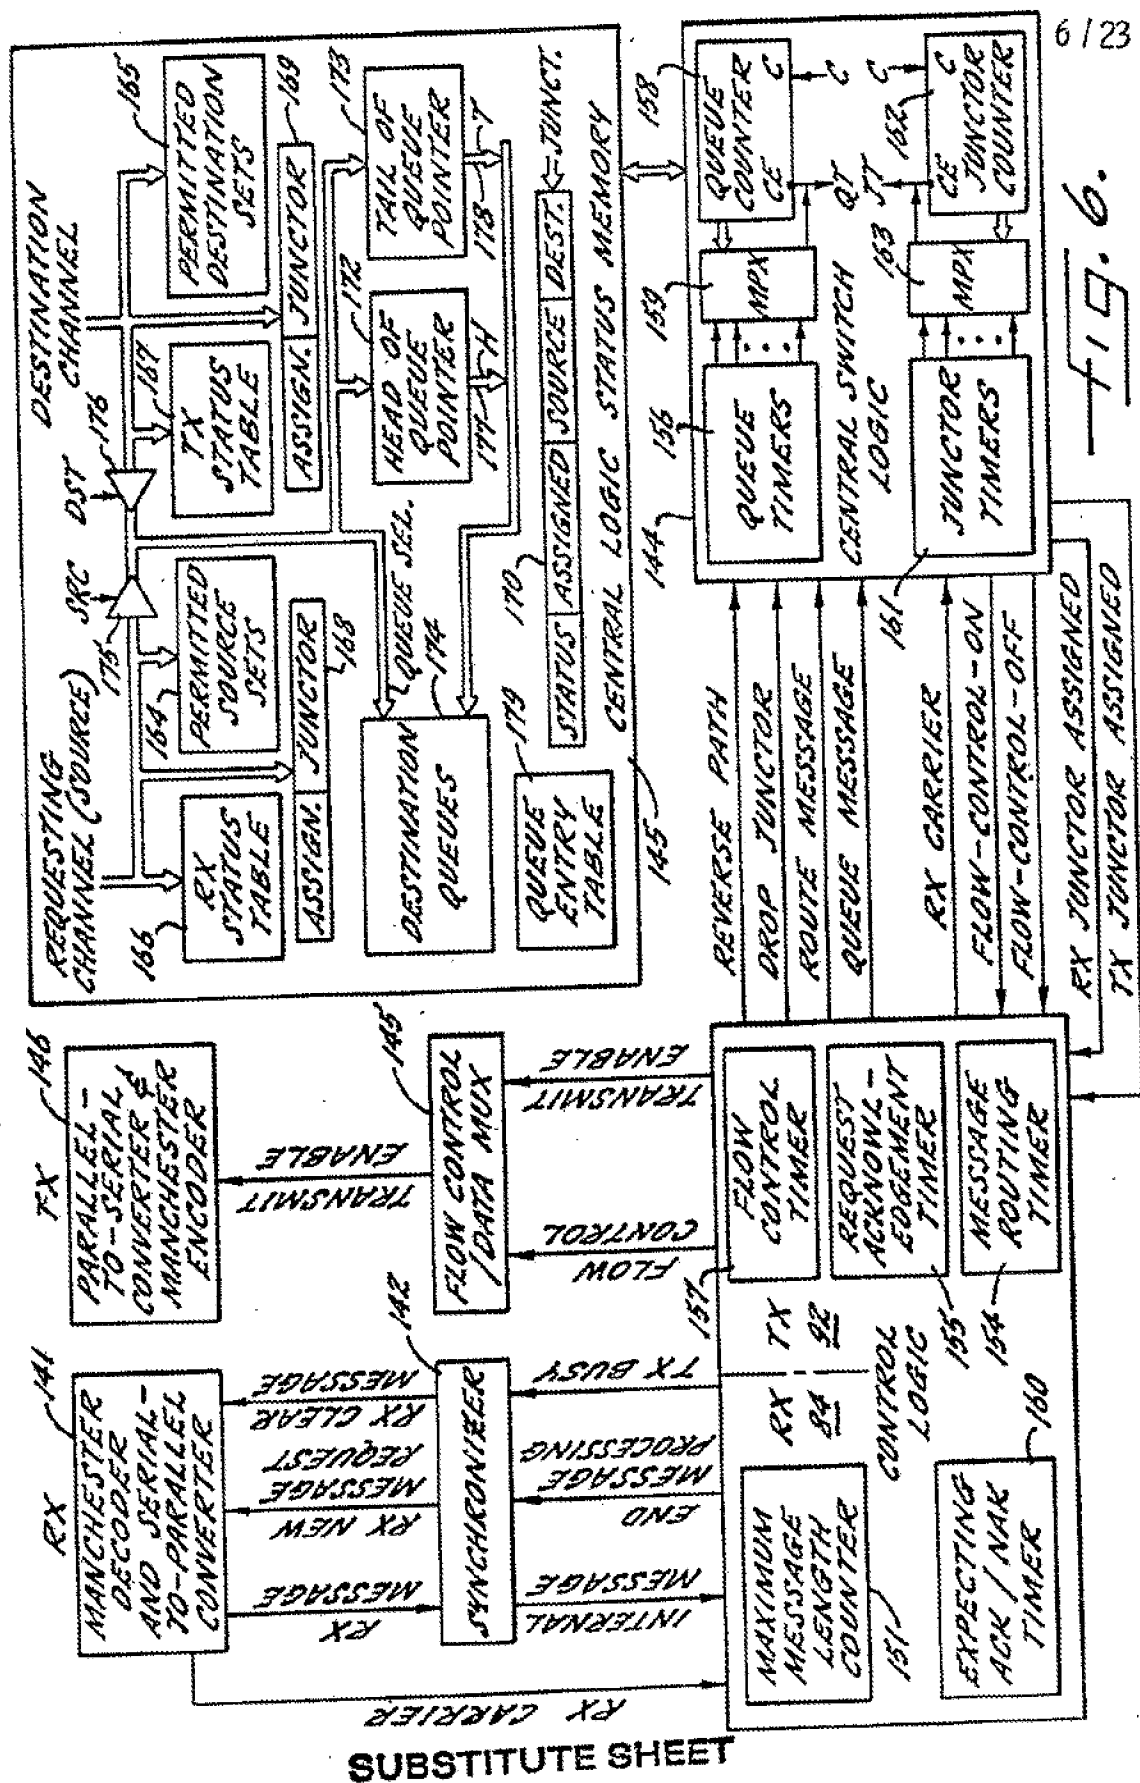 6/23
RX
141
MANCHESTER
DECODER
AND SERIAL-
TO-PARALLEL
CONVERTER
TX
146
PARALLEL-
TO-SERIAL
CONVERTER &
MANCHESTER
ENCODER
RX CARRIER
RX
MESSAGE
RX NEW
MESSAGE
REQUEST
RX CLEAR
MESSAGE
TRANSMIT
ENABLE
142
SYNCHRONIZER
145
FLOW CONTROL
/DATA MUX
INTERNAL
MESSAGE
END
MESSAGE
PROCESSING
TX BUSY
FLOW
CONTROL
TRANSMIT
ENABLE
MAXIMUM
MESSAGE
LENGTH
COUNTER
151
EXPECTING
ACK / NAK
TIMER
160
RX
84
TX
92
CONTROL
LOGIC
157
FLOW
CONTROL
TIMER
REQUEST
ACKNOWL-
EDGEMENT
TIMER
155
MESSAGE
ROUTING
TIMER
154
REQUESTING
CHANNEL (SOURCE)
DESTINATION
CHANNEL
SRC
175
DST
176
166
RX
STATUS
TABLE
164
PERMITTED
SOURCE
SETS
167
TX
STATUS
TABLE
165
PERMITTED
DESTINATION
SETS
ASSIGN. JUNCTOR
168
ASSIGN. JUNCTOR
169
DESTINATION
QUEUES
174
QUEUE SEL.
172
HEAD OF
QUEUE
POINTER
177
H
173
TAIL OF
QUEUE
POINTER
178
T
179
QUEUE
ENTRY
TABLE
170
STATUS ASSIGNED SOURCE DEST.
JUNCT.
145
CENTRAL LOGIC STATUS MEMORY
REVERSE PATH
DROP JUNCTOR
ROUTE MESSAGE
QUEUE MESSAGE
RX CARRIER
FLOW-CONTROL-ON
FLOW-CONTROL-OFF
RX JUNCTOR ASSIGNED
TX JUNCTOR ASSIGNED
144
156
QUEUE
TIMERS
159
MPX
158
QUEUE
COUNTER
CE C
QT C
CENTRAL SWITCH
LOGIC
161
JUNCTOR
TIMERS
163
MPX
JT C
162
CE C
JUNCTOR
COUNTER
Fig. 6.
SUBSTITUTE SHEET